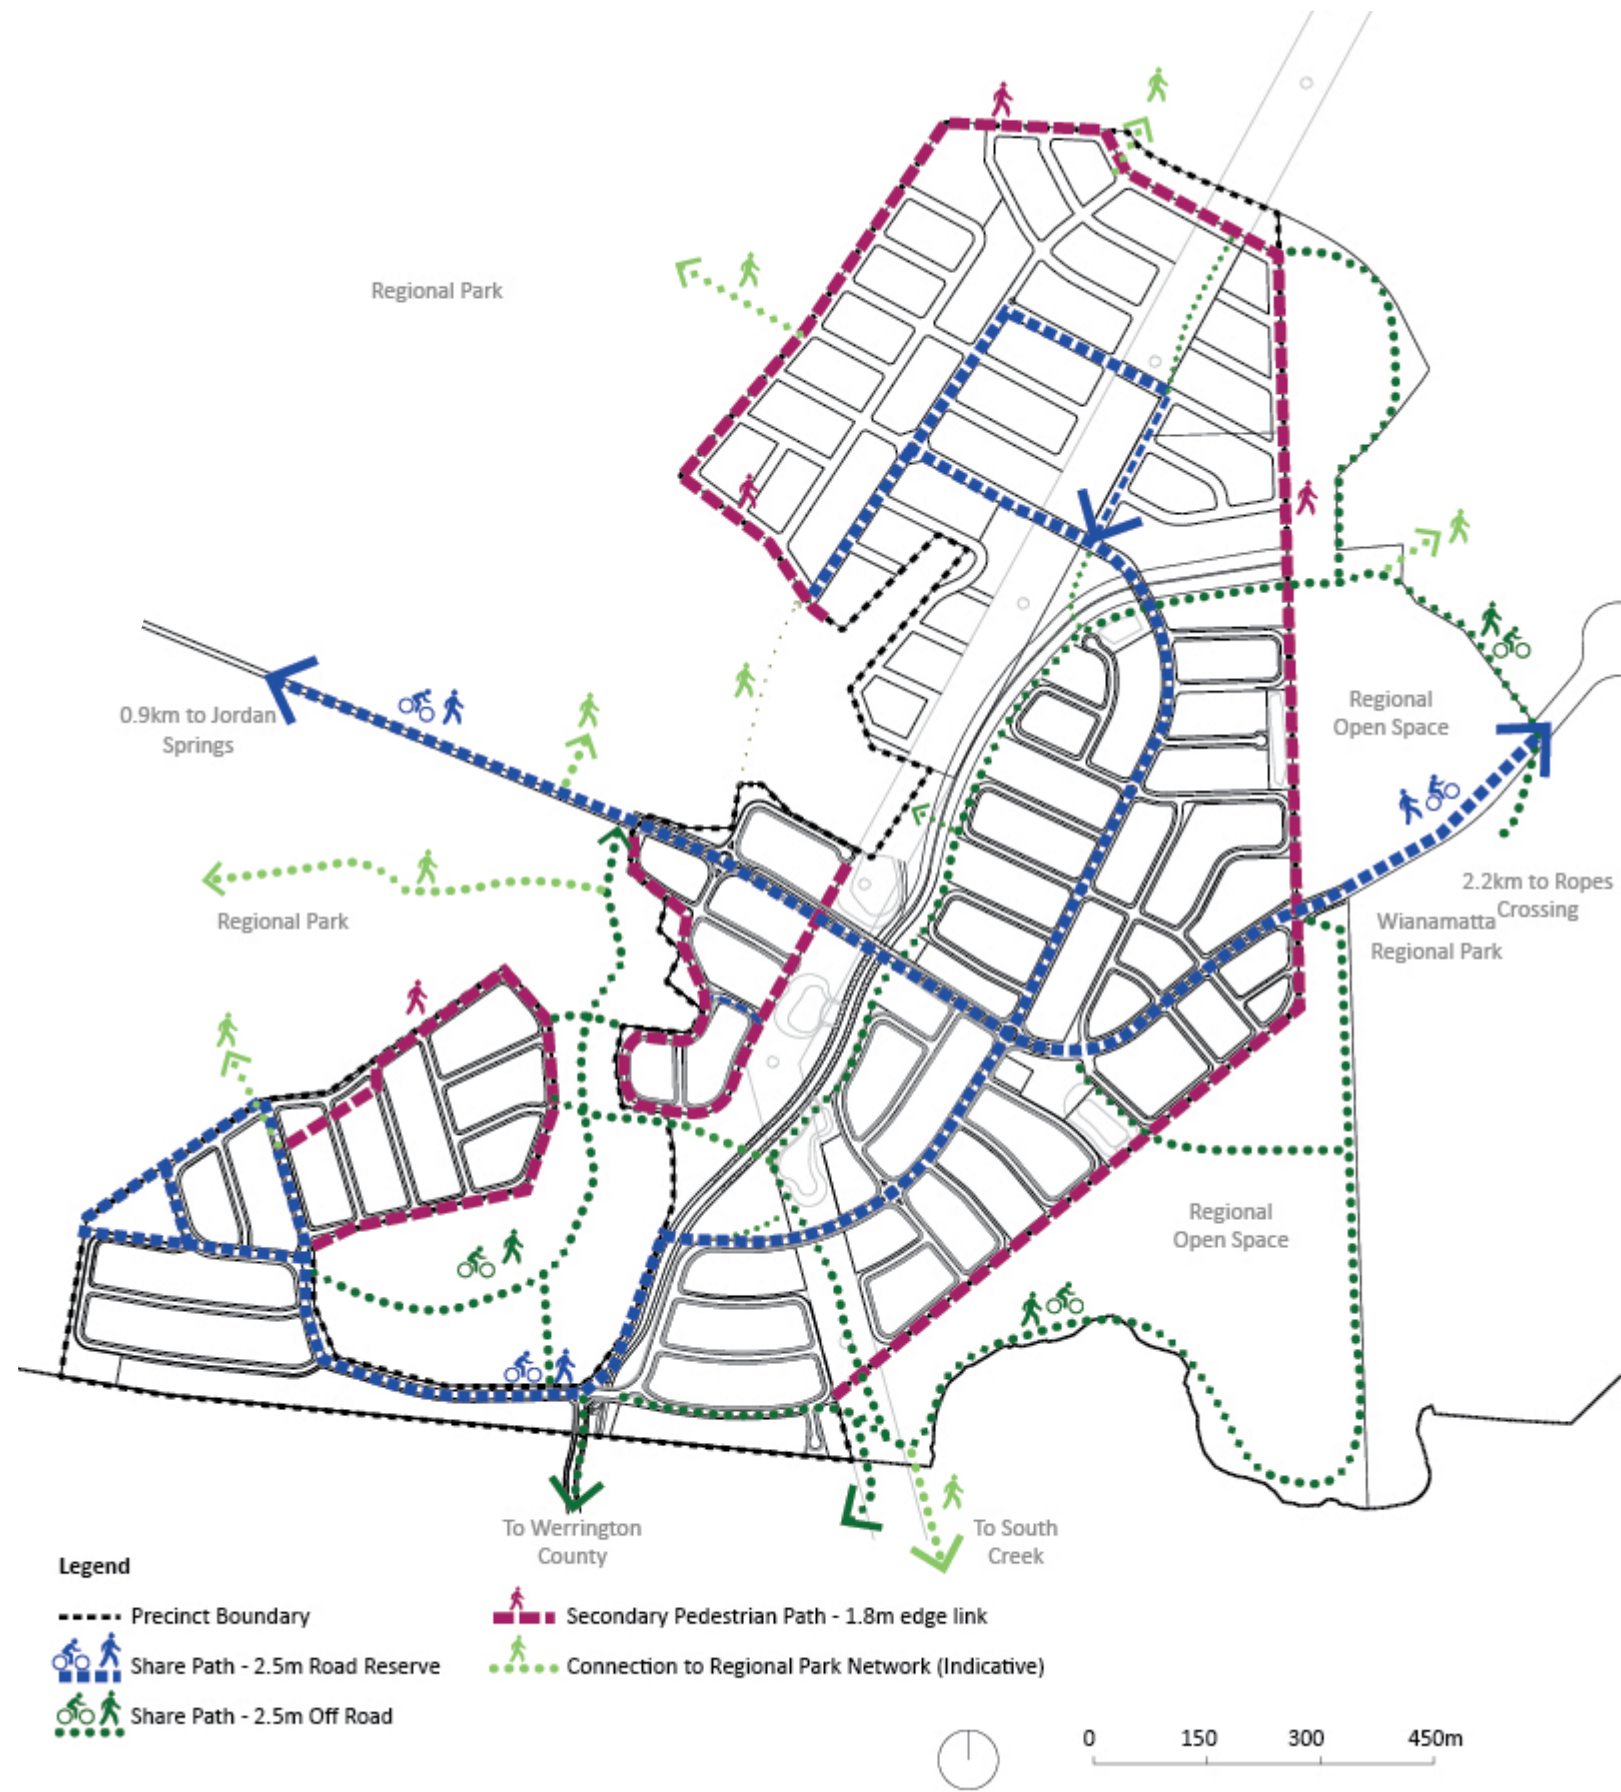 Regional Park
0.9km to Jordan
Springs
Regional
Open Space
2.2km to Ropes
Crossing
Wianamatta
Regional Park
Regional Park
Regional
Open Space
To Werrington
County
To South
Creek
Legend
Precinct Boundary
Share Path - 2.5m Road Reserve
Share Path - 2.5m Off Road
Secondary Pedestrian Path - 1.8m edge link
Connection to Regional Park Network (Indicative)
0 150 300 450m